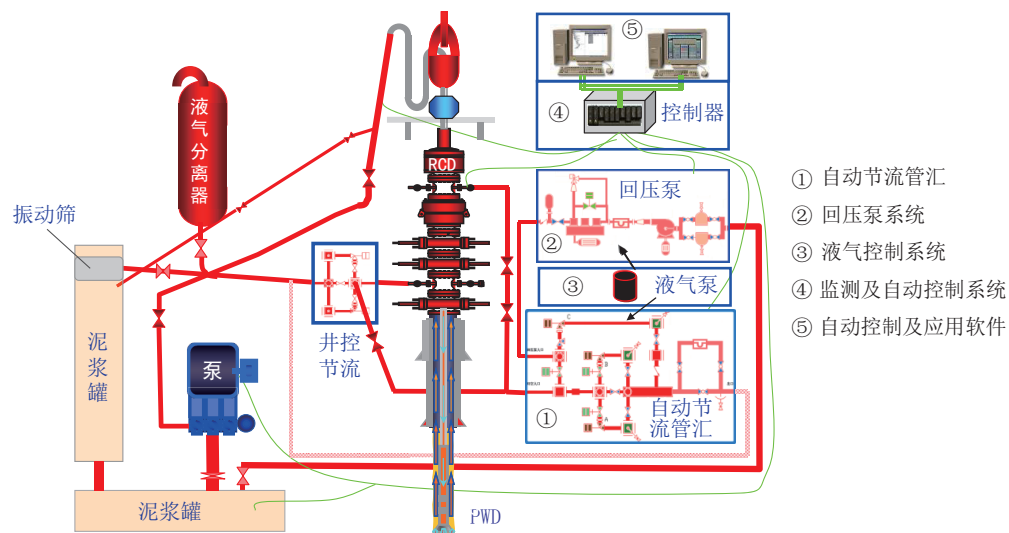 ⑤
④
控制器
液气分离器
RCD
振动筛
回压泵
②
③
液气泵
井控
节流
泥浆罐
泵
C
B
A
①
自动节
流管汇
泥浆罐
PWD
① 自动节流管汇
② 回压泵系统
③ 液气控制系统
④ 监测及自动控制系统
⑤ 自动控制及应用软件